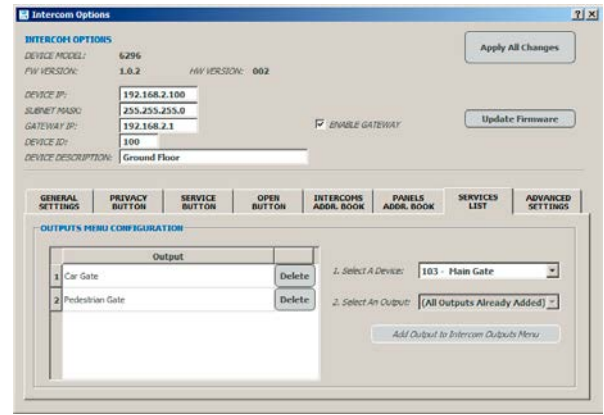 Intercom Options
INTERCOM OPTIONS
DEVICE MODEL: 6296
FW VERSION: 1.0.2 HW VERSION: 002
Apply All Changes
DEVICE IP: 192.168.2.100
SUBNET MASK: 255.255.255.0
GATEWAY IP: 192.168.2.1 ENABLE GATEWAY
Update Firmware
DEVICE ID: 100
DEVICE DESCRIPTION: Ground Floor
GENERAL SETTINGS
PRIVACY BUTTON
SERVICE BUTTON
OPEN BUTTON
INTERCOMS ADDR. BOOK
PANELS ADDR. BOOK
SERVICES LIST
ADVANCED SETTINGS
OUTPUTS MENU CONFIGURATION
Output
1 Car Gate Delete
2 Pedestrian Gate Delete
1. Select A Device: 103 - Main Gate
2. Select An Output: (All Outputs Already Added)
Add Output to Intercom Outputs Menu